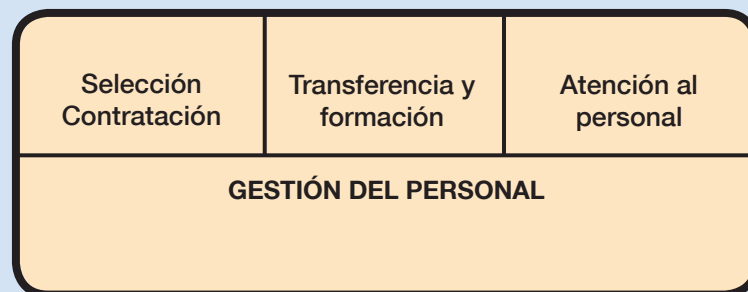 Selección
Contratación
Transferencia y
formación
Atención al
personal
GESTIÓN DEL PERSONAL